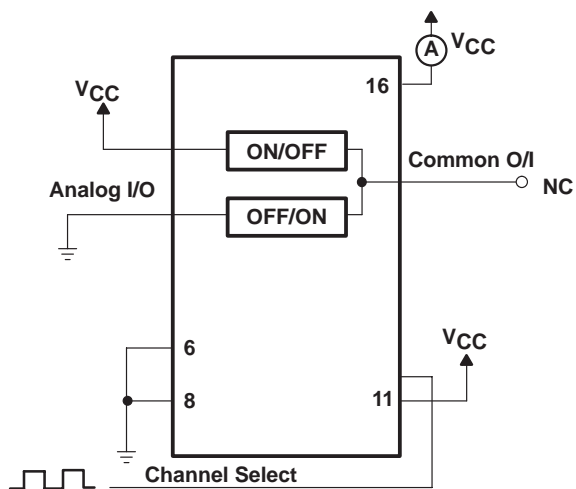 A VCC
16
VCC
ON/OFF
Common O/I
NC
Analog I/O
OFF/ON
6
VCC
8
11
Channel Select